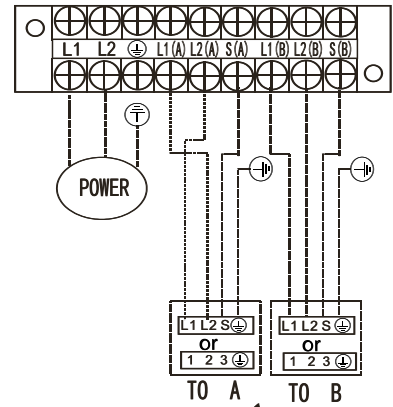 L1 L2 ⏚ L1(A) L2(A) S(A) L1(B) L2(B) S(B)
POWER
L1 L2 S ⏚
or
1 2 3 ⏚
TO A
L1 L2 S ⏚
or
1 2 3 ⏚
TO B